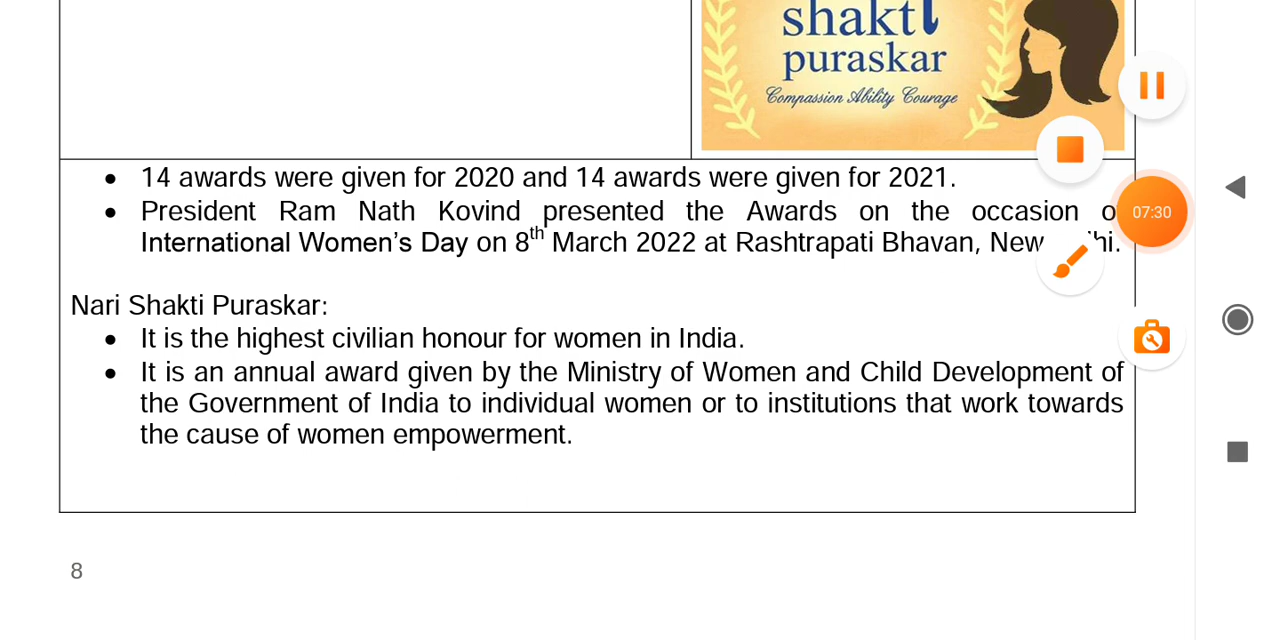 shakti
puraskar
Compassion Ability Courage
• 14 awards were given for 2020 and 14 awards were given for 2021.
• President Ram Nath Kovind presented the Awards on the occasion o
International Women’s Day on 8th March 2022 at Rashtrapati Bhavan, New hi.
07:30
Nari Shakti Puraskar:
• It is the highest civilian honour for women in India.
• It is an annual award given by the Ministry of Women and Child Development of
the Government of India to individual women or to institutions that work towards
the cause of women empowerment.
8